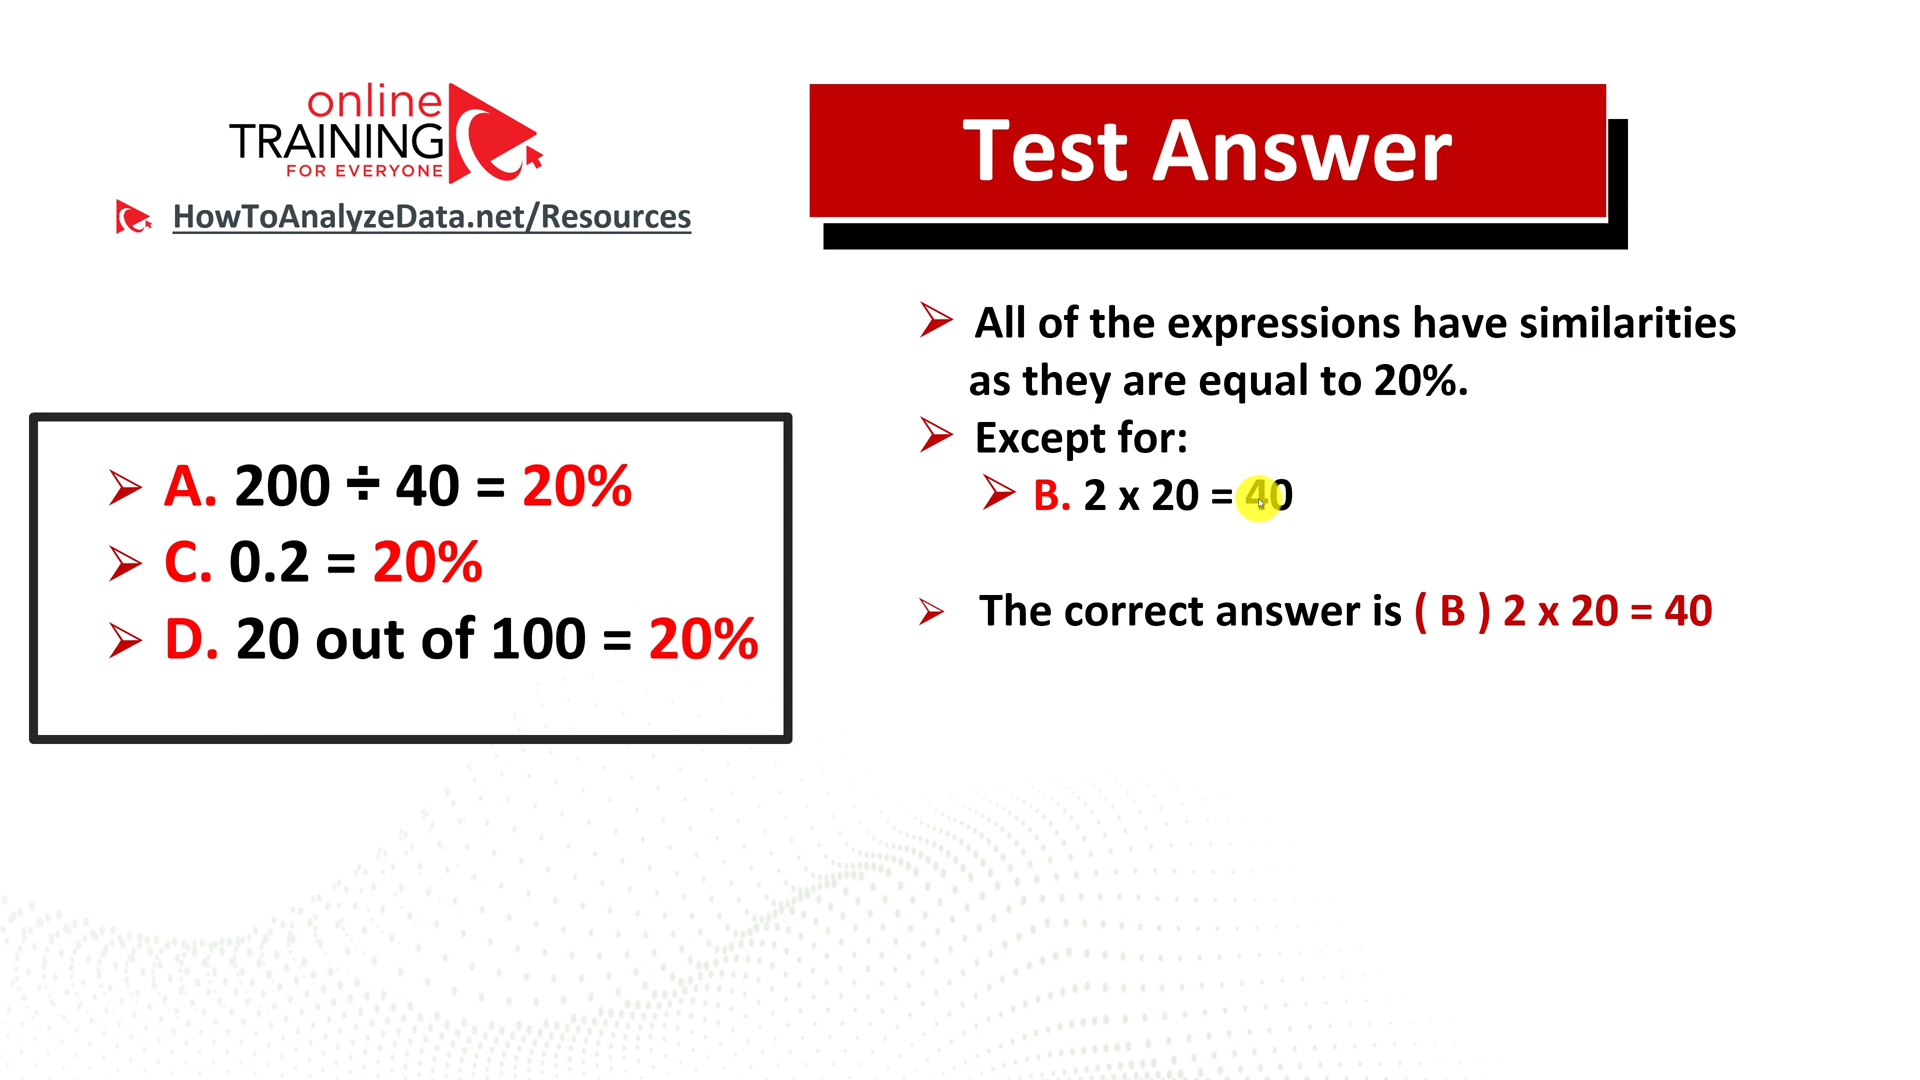 online
TRAINING
FOR EVERYONE
HowToAnalyzeData.net/Resources
Test Answer
A. 200 ÷ 40 = 20%
C. 0.2 = 20%
D. 20 out of 100 = 20%
All of the expressions have similarities
as they are equal to 20%.
Except for:
B. 2 x 20 = 40
The correct answer is ( B ) 2 x 20 = 40